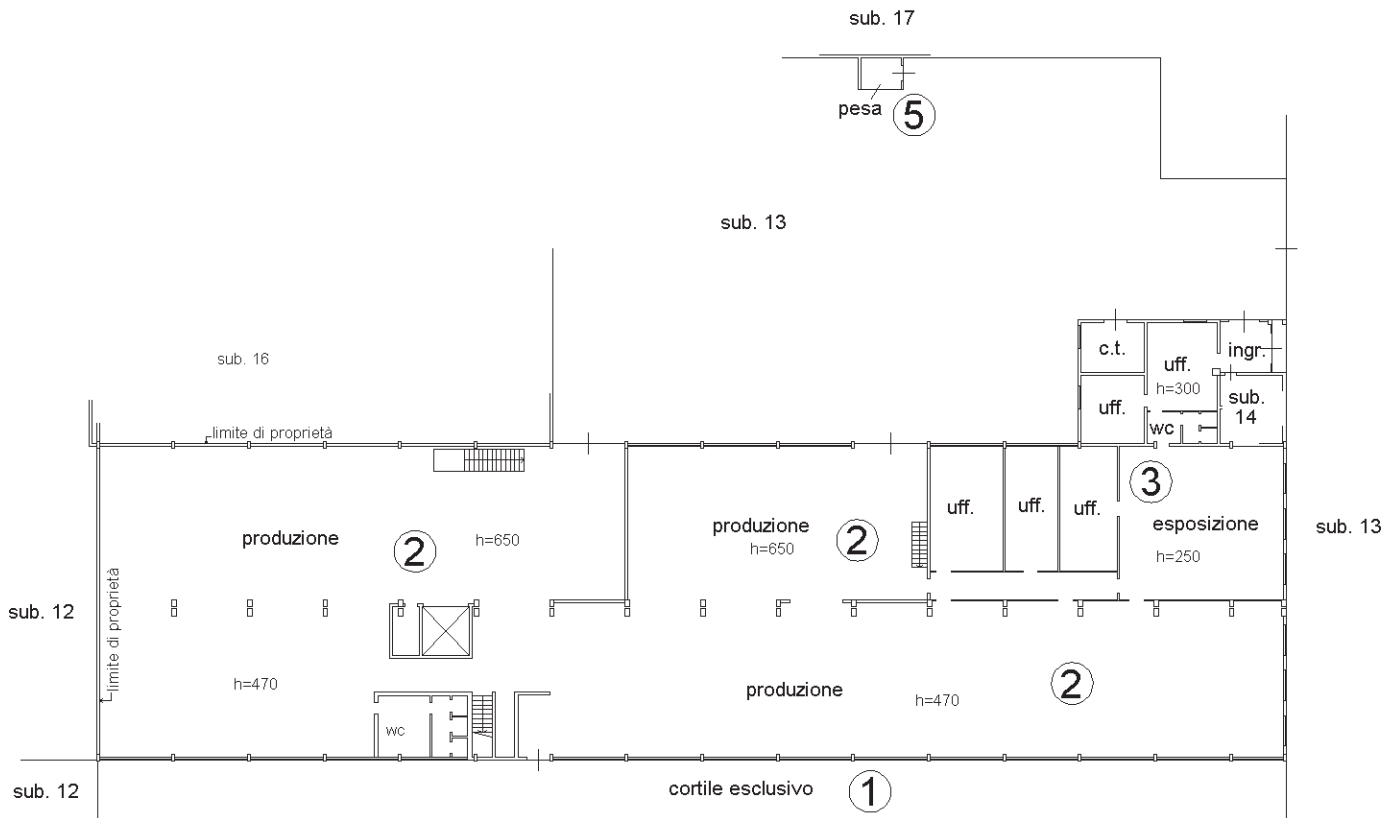 sub. 17
pesa
5
sub. 13
sub. 16
c.t.
uff.
h=300
ingr.
uff.
sub.
14
wc
limite di proprietà
3
produzione
2
h=650
produzione
h=650
2
uff.
uff.
uff.
esposizione
h=250
sub. 13
sub. 12
limite di proprietà
h=470
wc
produzione
h=470
2
sub. 12
cortile esclusivo
1